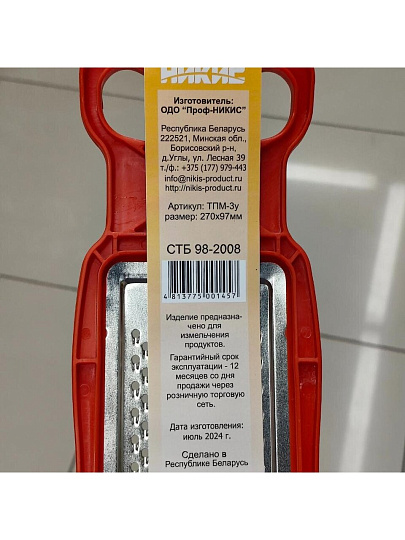 НИКИС
Изготовитель:
ОДО "Проф-НИКИС"
Республика Беларусь
222521, Минская обл.,
Борисовский р-н,
д.Углы, ул. Лесная 39
т./ф.: +375 (177) 979-443
info@nikis-product.ru
http://nikis-product.ru
Артикул: ТПМ-3у
размер: 270х97мм
СТБ 98-2008
4813775001457
Изделие предназна-
чено для
измельчения
продуктов.
Гарантийный срок
эксплуатации - 12
месяцев со дня
продажи через
розничную торговую
сеть.
Дата изготовления:
июль 2024 г.
Сделано в
Республике Беларусь